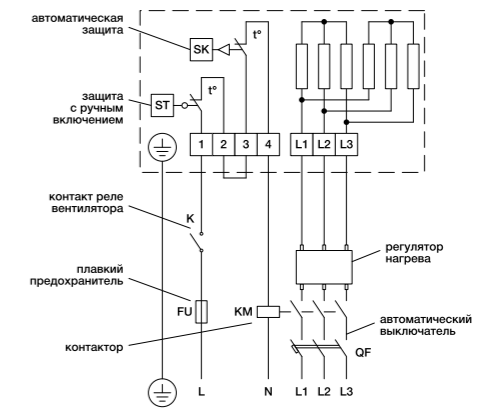 автоматическая
защита
SK
t°
защита
с ручным
включением
ST
t°
1 2 3 4 L1 L2 L3
контакт реле
вентилятора
K
регулятор
нагрева
плавкий
предохранитель
FU
KM
автоматический
выключатель
контактор
QF
L N L1 L2 L3